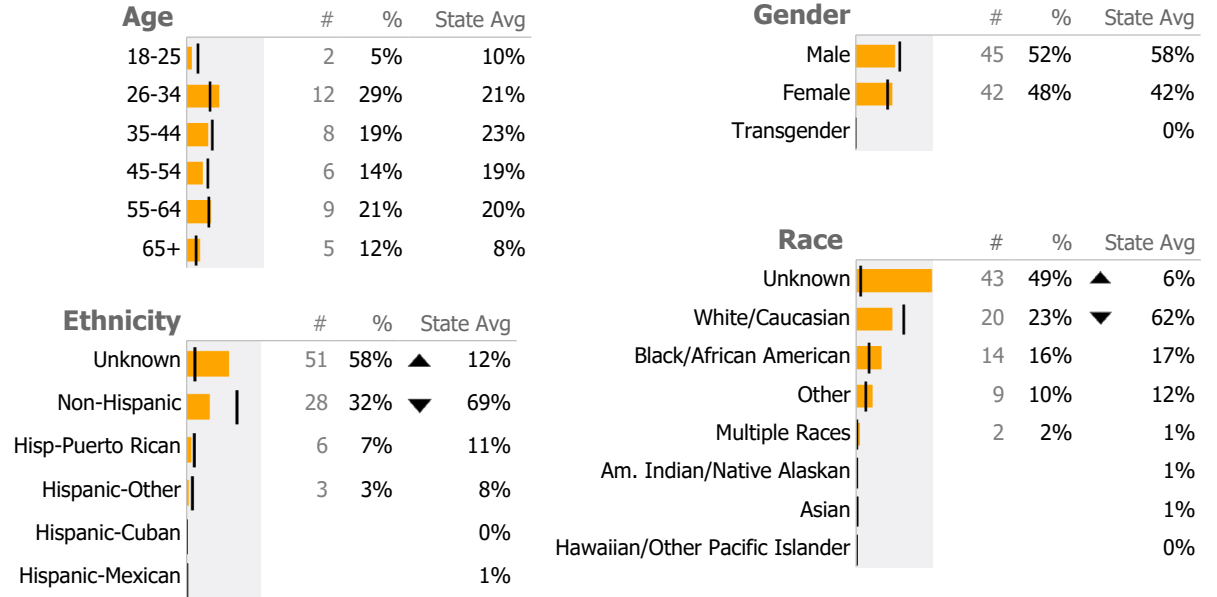 Age # % State Avg
18-25 2 5% 10%
26-34 12 29% 21%
35-44 8 19% 23%
45-54 6 14% 19%
55-64 9 21% 20%
65+ 5 12% 8%
Ethnicity # % State Avg
Unknown 51 58% ▲ 12%
Non-Hispanic 28 32% ▼ 69%
Hisp-Puerto Rican 6 7% 11%
Hispanic-Other 3 3% 8%
Hispanic-Cuban 0%
Hispanic-Mexican 1%
Gender # % State Avg
Male 45 52% 58%
Female 42 48% 42%
Transgender 0%
Race # % State Avg
Unknown 43 49% ▲ 6%
White/Caucasian 20 23% ▼ 62%
Black/African American 14 16% 17%
Other 9 10% 12%
Multiple Races 2 2% 1%
Am. Indian/Native Alaskan 1%
Asian 1%
Hawaiian/Other Pacific Islander 0%